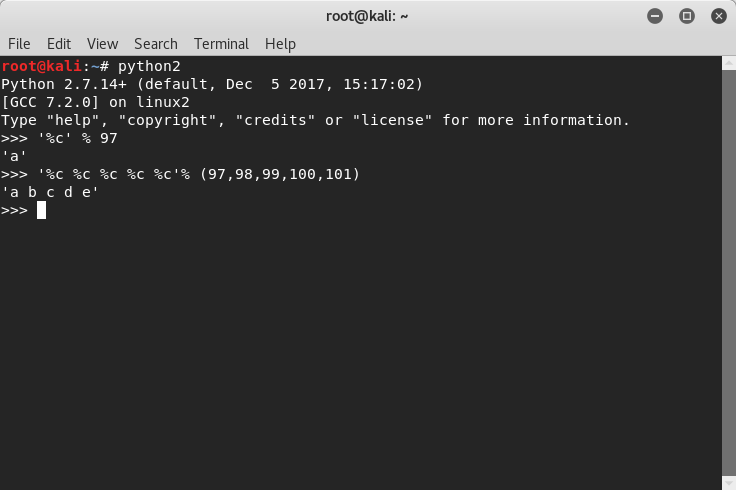 root@kali: ~
File Edit View Search Terminal Help
root@kali:~# python2
Python 2.7.14+ (default, Dec  5 2017, 15:17:02)
[GCC 7.2.0] on linux2
Type "help", "copyright", "credits" or "license" for more information.
>>> '%c' % 97
'a'
>>> '%c %c %c %c %c'% (97,98,99,100,101)
'a b c d e'
>>>